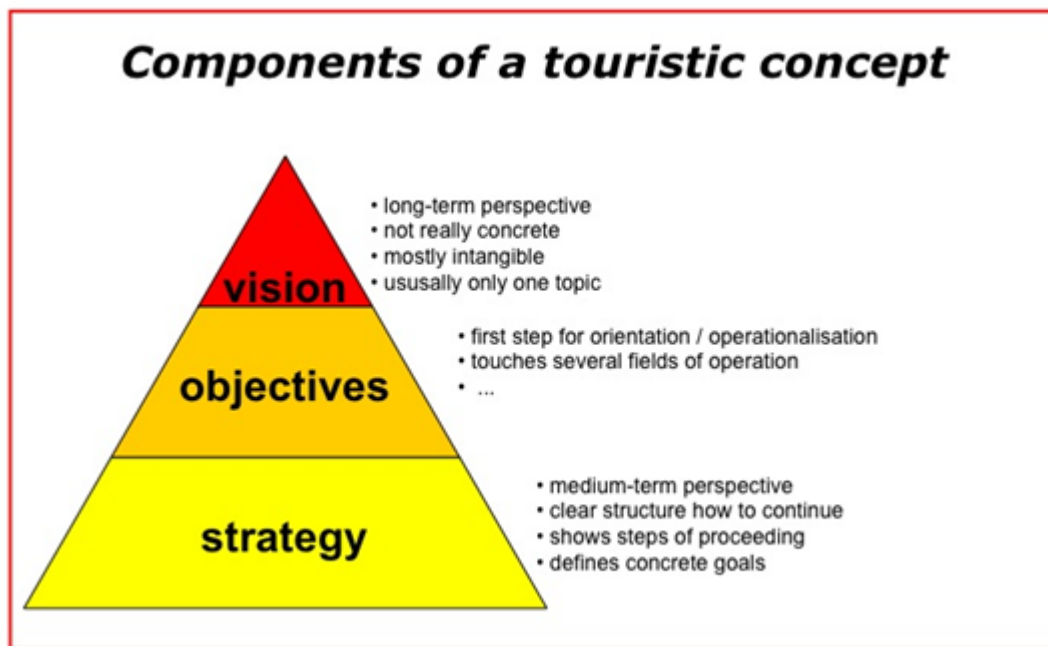 Components of a touristic concept
vision
• long-term perspective
• not really concrete
• mostly intangible
• ususally only one topic
objectives
• first step for orientation / operationalisation
• touches several fields of operation
• ...
strategy
• medium-term perspective
• clear structure how to continue
• shows steps of proceeding
• defines concrete goals